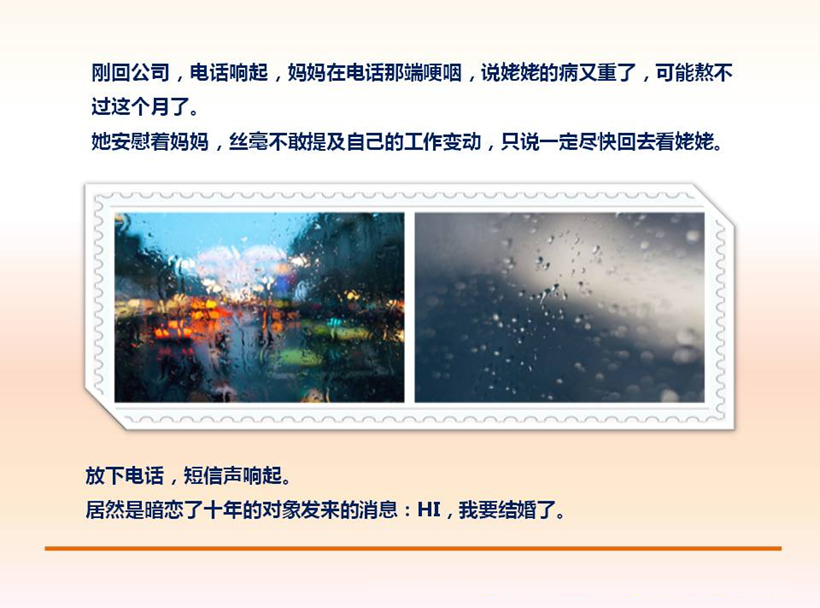 刚回公司，电话响起，妈妈在电话那端哽咽，说姥姥的病又重了，可能熬不
过这个月了。
她安慰着妈妈，丝毫不敢提及自己的工作变动，只说一定尽快回去看姥姥。
放下电话，短信声响起。
居然是暗恋了十年的对象发来的消息：HI，我要结婚了。